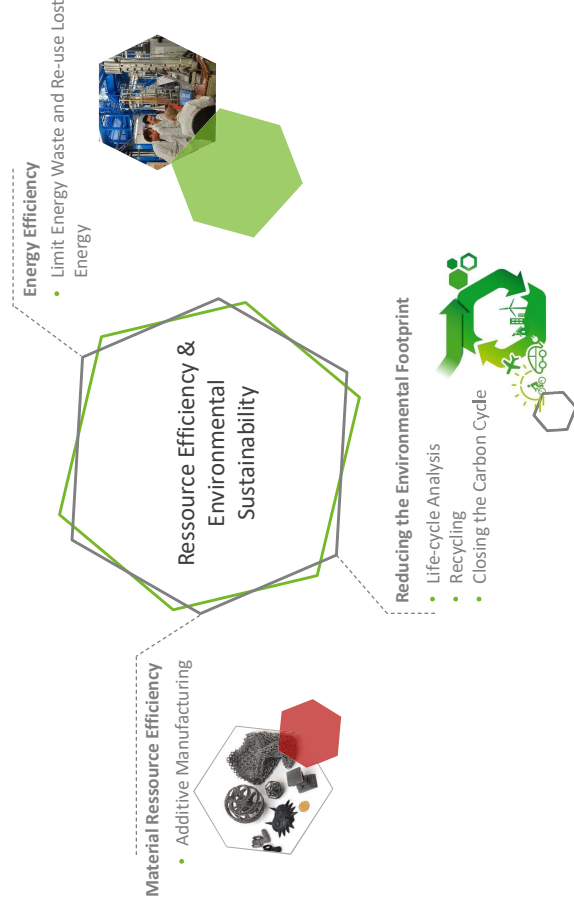 Ressource Efficiency &
Environmental
Sustainability
Material Ressource Efficiency
• Additive Manufacturing
Energy Efficiency
• Limit Energy Waste and Re-use Lost
Energy
Reducing the Environmental Footprint
• Life-cycle Analysis
• Recycling
• Closing the Carbon Cycle